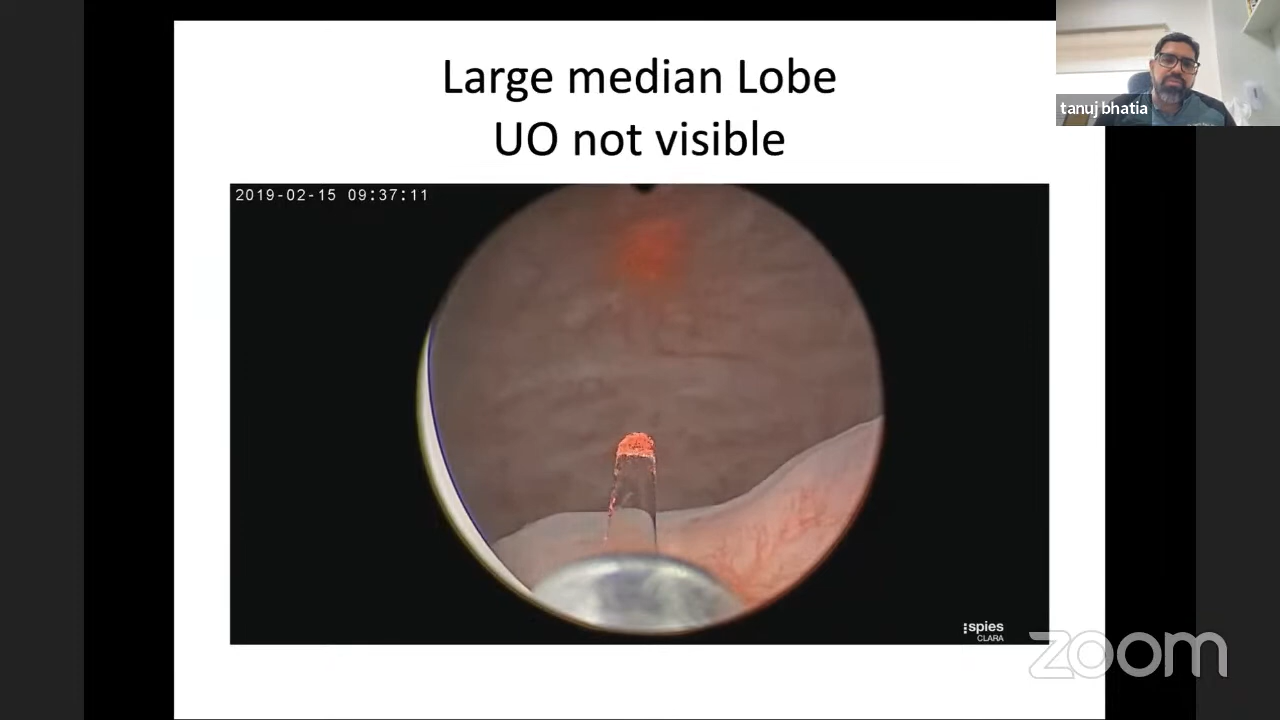 Large median Lobe
UO not visible
tanuj bhatia
2019-02-15 09:37:11
spies
CLARA
zoom